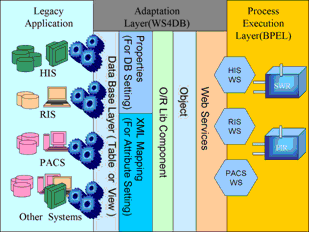 Legacy
Application
Adaptation
Layer(WS4DB)
Process
Execution
Layer(BPEL)
HIS
RIS
PACS
Other Systems
Data Base Layer ( Table or View )
Properties
(For DB Setting)
XML Mapping
(For Attribute Setting)
O/R Lib Component
Object
Web Services
HIS
WS
RIS
WS
PACS
WS
SWR